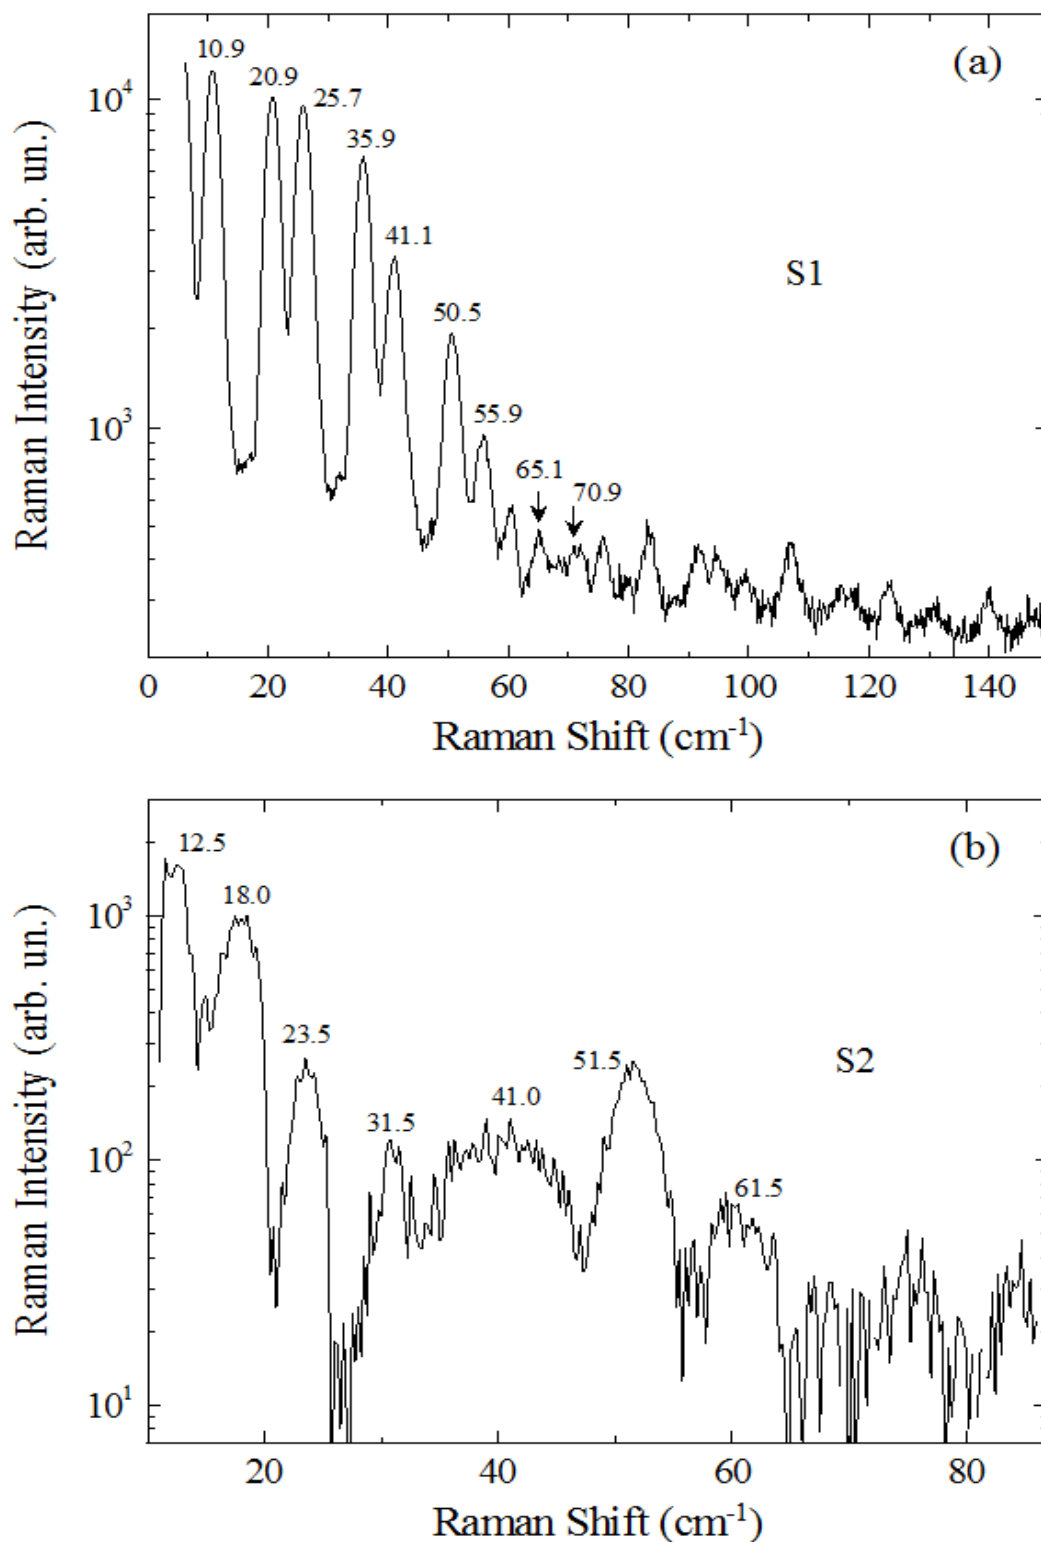 (a)
10.9
20.9
25.7
35.9
41.1
50.5
55.9
65.1
70.9
S1
10⁴
10³
Raman Intensity (arb. un.)
0 20 40 60 80 100 120 140
Raman Shift (cm⁻¹)
(b)
12.5
18.0
23.5
31.5
41.0
51.5
61.5
S2
10³
10²
10¹
Raman Intensity (arb. un.)
20 40 60 80
Raman Shift (cm⁻¹)